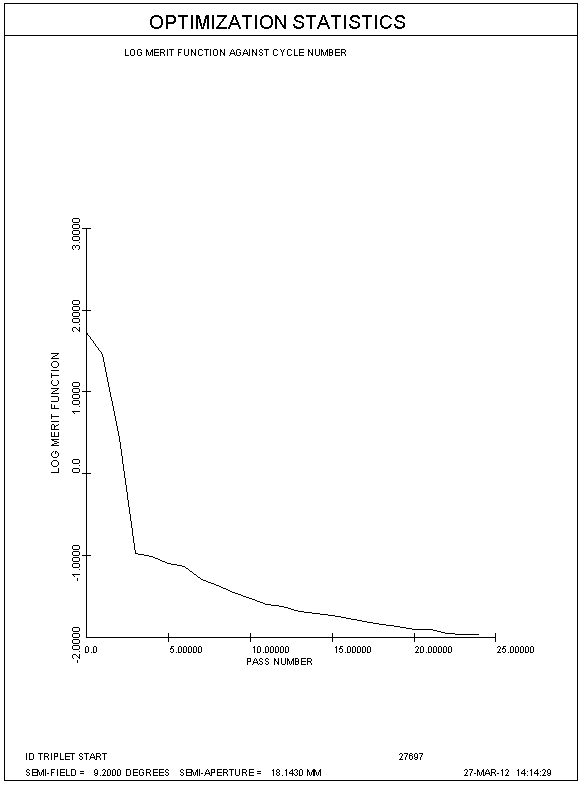 OPTIMIZATION STATISTICS
LOG MERIT FUNCTION AGAINST CYCLE NUMBER
3.0000
2.0000
1.0000
0.0
-1.0000
-2.0000
LOG MERIT FUNCTION
0.0 5.00000 10.00000 15.00000 20.00000 25.00000
PASS NUMBER
ID TRIPLET START 27697
SEMI-FIELD = 9.2000 DEGREES SEMI-APERTURE = 18.1430 MM 27-MAR-12 14:14:29